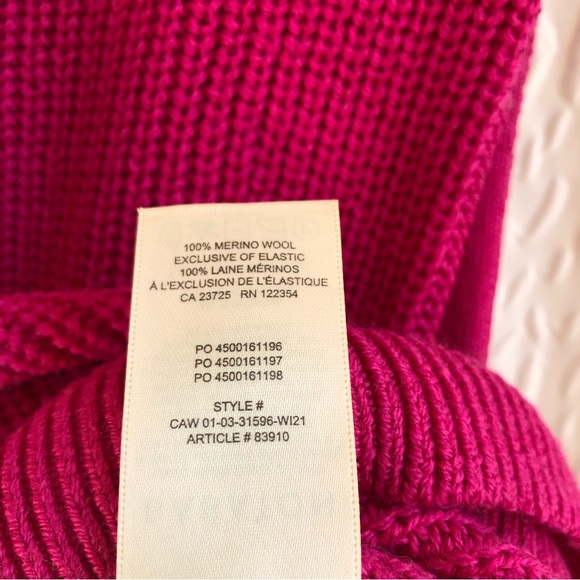 100% MERINO WOOL
EXCLUSIVE OF ELASTIC
100% LAINE MÉRINOS
À L'EXCLUSION DE L'ÉLASTIQUE
CA 23725 RN 122354
PO 4500161196
PO 4500161197
PO 4500161198
STYLE #
CAW 01-03-31596-WI21
ARTICLE # 83910